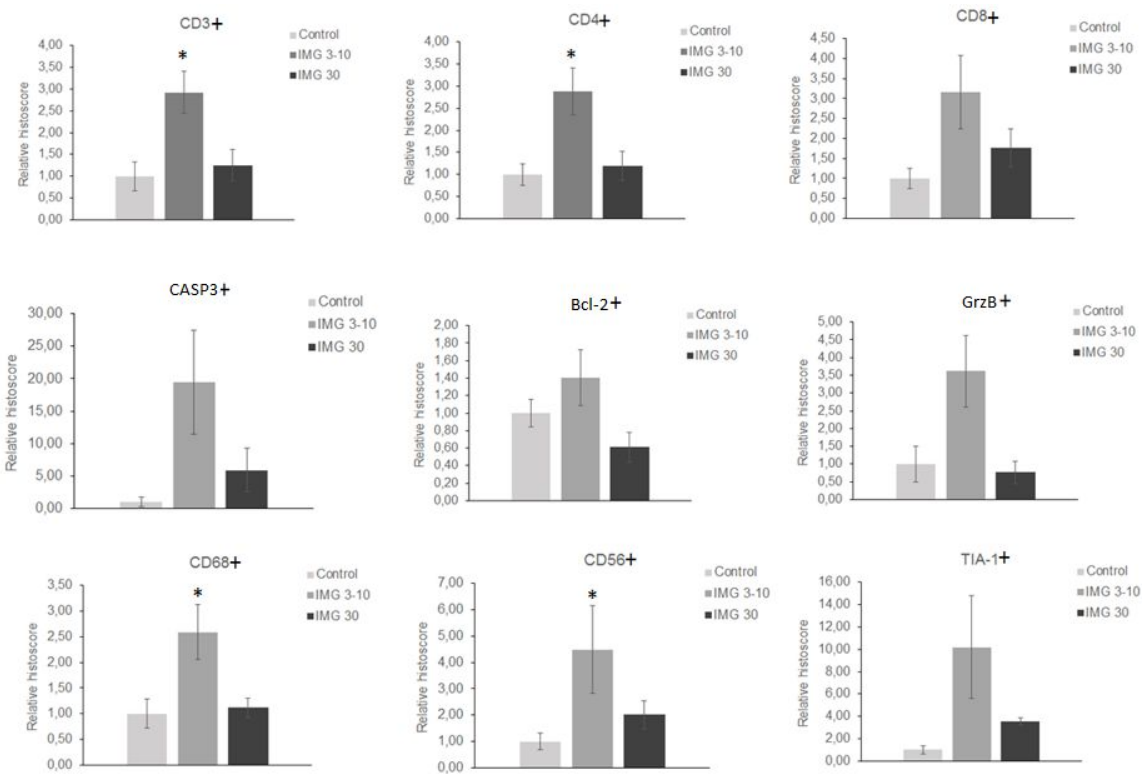 CD3+
Relative histoscore
4,00
3,50
3,00
2,50
2,00
1,50
1,00
0,50
0,00
*
Control
IMG 3-10
IMG 30
CD4+
Relative histoscore
4,00
3,50
3,00
2,50
2,00
1,50
1,00
0,50
0,00
*
Control
IMG 3-10
IMG 30
CD8+
Relative histoscore
4,50
4,00
3,50
3,00
2,50
2,00
1,50
1,00
0,50
0,00
Control
IMG 3-10
IMG 30
CASP3+
Relative histoscore
30,00
25,00
20,00
15,00
10,00
5,00
0,00
Control
IMG 3-10
IMG 30
Bcl-2+
Relative histoscore
2,00
1,80
1,60
1,40
1,20
1,00
0,80
0,60
0,40
0,20
0,00
Control
IMG 3-10
IMG 30
GrzB+
Relative histoscore
5,00
4,50
4,00
3,50
3,00
2,50
2,00
1,50
1,00
0,50
0,00
Control
IMG 3-10
IMG 30
CD68+
Relative histoscore
3,50
3,00
2,50
2,00
1,50
1,00
0,50
0,00
*
Control
IMG 3-10
IMG 30
CD56+
Relative histoscore
7,00
6,00
5,00
4,00
3,00
2,00
1,00
0,00
*
Control
IMG 3-10
IMG 30
TIA-1+
Relative histoscore
16,00
14,00
12,00
10,00
8,00
6,00
4,00
2,00
0,00
Control
IMG 3-10
IMG 30